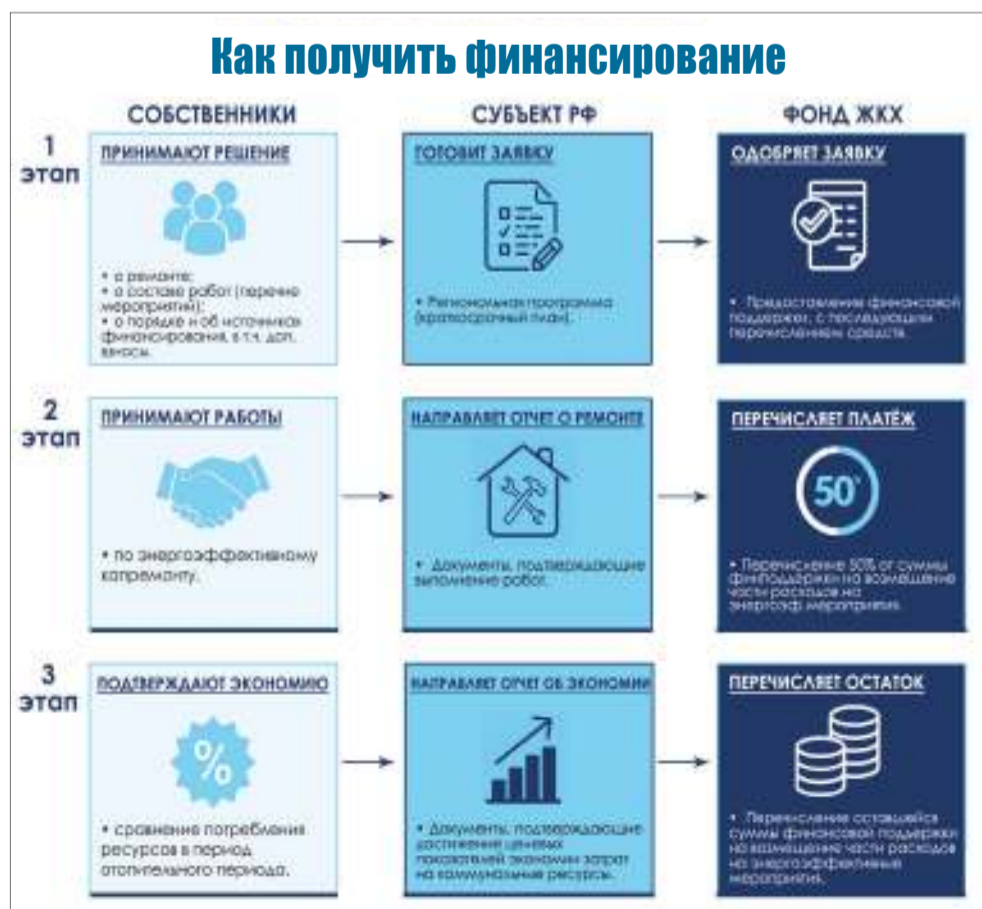 Как получить финансирование
СОБСТВЕННИКИ
СУБЪЕКТ РФ
ФОНД ЖКХ
1
этап
ПРИНИМАЮТ РЕШЕНИЕ
• о ремонте;
• о составе работ (перечне
мероприятий);
• о порядке и об источниках
финансирования, в т.ч. доп.
взносы.
ГОТОВИТ ЗАЯВКУ
• Региональная программа
(краткосрочный план).
ОДОБРЯЕТ ЗАЯВКУ
• Предоставление финансовой
поддержки, с последующим
перечислением средств.
2
этап
ПРИНИМАЮТ РАБОТЫ
• по энергоэффективному
капремонту.
НАПРАВЛЯЕТ ОТЧЕТ О РЕМОНТЕ
• Документы, подтверждающие
выполнение работ.
ПЕРЕЧИСЛЯЕТ ПЛАТЁЖ
50
• Перечисление 50% от суммы
финподдержки на возмещение
части расходов на
энергоэф. мероприятия.
3
этап
ПОДТВЕРЖДАЮТ ЭКОНОМИЮ
%
• сравнение потребления
ресурсов в период
отопительного периода.
НАПРАВЛЯЕТ ОТЧЕТ ОБ ЭКОНОМИИ
• Документы, подтверждающие
достижение целевых
показателей экономии затрат
на коммунальные ресурсы.
ПЕРЕЧИСЛЯЕТ ОСТАТОК
• Перечисление оставшейся
суммы финансовой поддержки
на возмещение части расходов
на энергоэффективные
мероприятия.